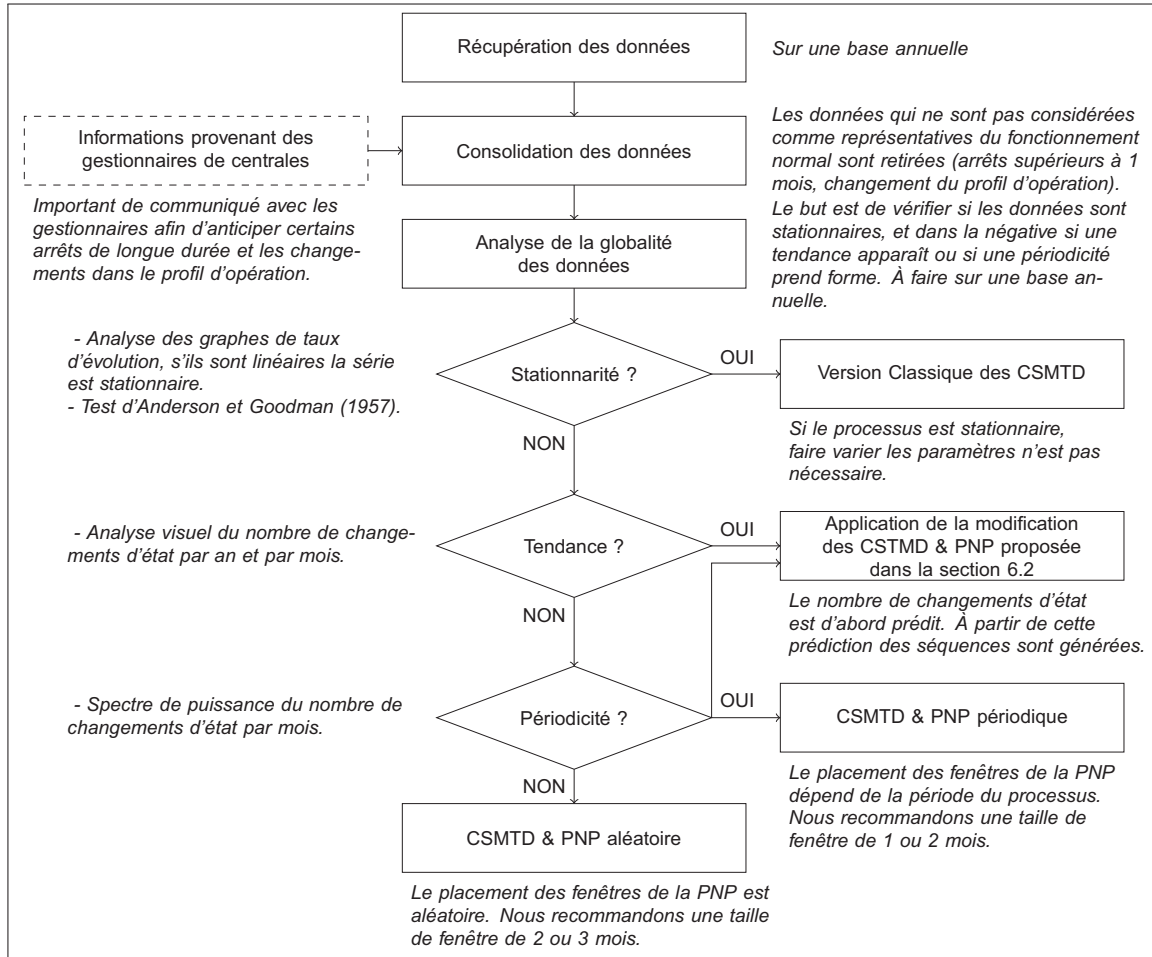 Récupération des données
Sur une base annuelle
Informations provenant des
gestionnaires de centrales
Consolidation des données
Les données qui ne sont pas considérées
comme représentatives du fonctionnement
normal sont retirées (arrêts supérieurs à 1
mois, changement du profil d'opération).
Important de communiqué avec les
gestionnaires afin d'anticiper certains
arrêts de longue durée et les change-
ments dans le profil d'opération.
Analyse de la globalité
des données
Le but est de vérifier si les données sont
stationnaires, et dans la négative si une
tendance apparaît ou si une périodicité
prend forme. À faire sur une base an-
nuelle.
- Analyse des graphes de taux
d'évolution, s'ils sont linéaires la série
est stationnaire.
- Test d'Anderson et Goodman (1957).
Stationnarité ?
OUI
Version Classique des CSMTD
Si le processus est stationnaire,
faire varier les paramètres n'est pas
nécessaire.
NON
- Analyse visuel du nombre de change-
ments d'état par an et par mois.
Tendance ?
OUI
Application de la modification
des CSTMD & PNP proposée
dans la section 6.2
Le nombre de changements d'état
est d'abord prédit. À partir de cette
prédiction des séquences sont générées.
NON
- Spectre de puissance du nombre de
changements d'état par mois.
Périodicité ?
OUI
CSMTD & PNP périodique
Le placement des fenêtres de la PNP
dépend de la période du processus.
Nous recommandons une taille de
fenêtre de 1 ou 2 mois.
NON
CSMTD & PNP aléatoire
Le placement des fenêtres de la PNP est
aléatoire. Nous recommandons une taille
de fenêtre de 2 ou 3 mois.